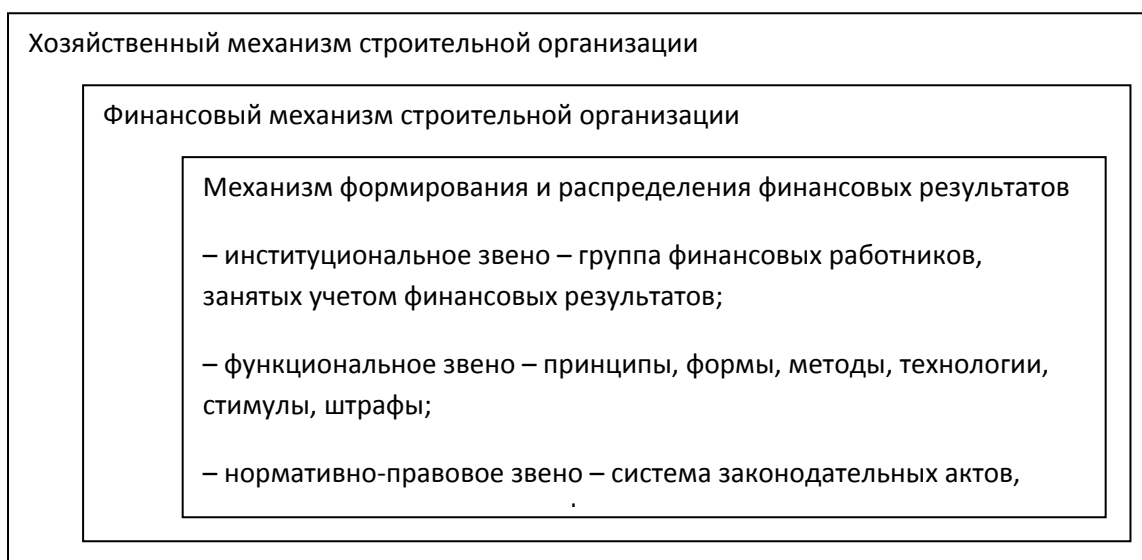 Хозяйственный механизм строительной организации
Финансовый механизм строительной организации
Механизм формирования и распределения финансовых результатов
– институциональное звено – группа финансовых работников,
занятых учетом финансовых результатов;
– функциональное звено – принципы, формы, методы, технологии,
стимулы, штрафы;
– нормативно-правовое звено – система законодательных актов,